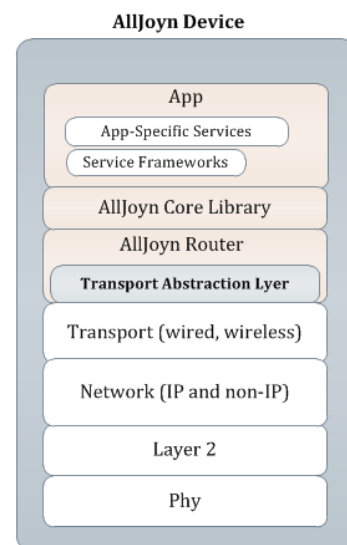 AllJoyn Device
App
App-Specific Services
Service Frameworks
AllJoyn Core Library
AllJoyn Router
Transport Abstraction Lyer
Transport (wired, wireless)
Network (IP and non-IP)
Layer 2
Phy